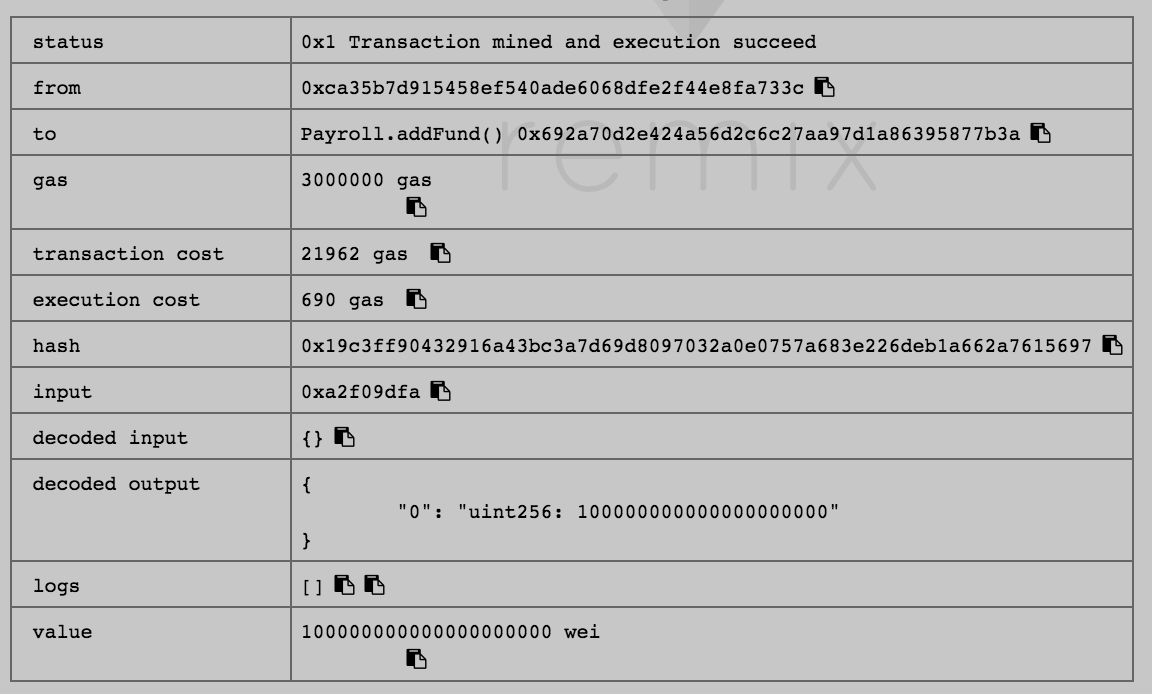 remix
status 0x1 Transaction mined and execution succeed
from 0xca35b7d915458ef540ade6068dfe2f44e8fa733c
to Payroll.addFund() 0x692a70d2e424a56d2c6c27aa97d1a86395877b3a
gas 3000000 gas
transaction cost 21962 gas
execution cost 690 gas
hash 0x19c3ff90432916a43bc3a7d69d8097032a0e0757a683e226deb1a662a7615697
input 0xa2f09dfa
decoded input {}
decoded output {
"0": "uint256: 100000000000000000000"
}
logs []
value 100000000000000000000 wei